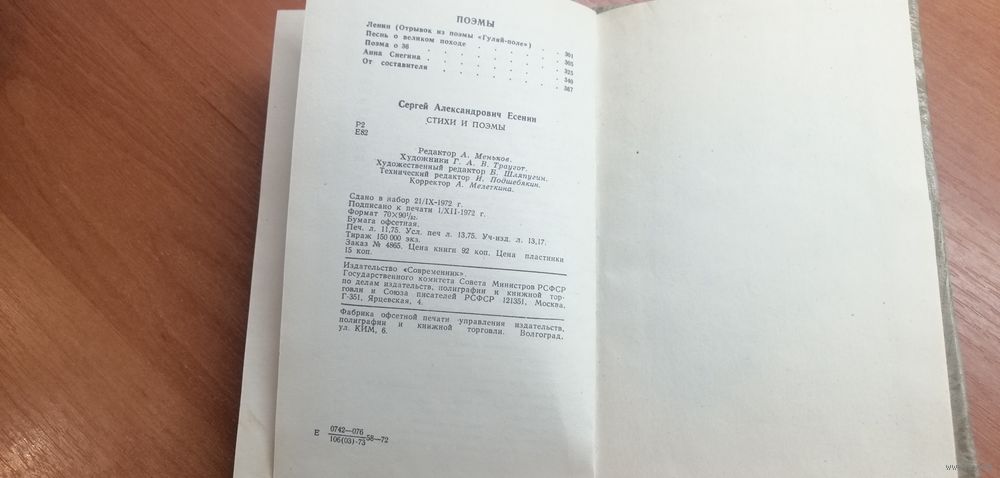 ПОЭМЫ
Ленин (Отрывок из поэмы «Гуляй-поле») . . 301
Песнь о великом походе . . . . . . 305
Поэма о 36 . . . . . . . . 325
Анна Снегина . . . . . . . . 340
От составителя . . . . . . . 367
Сергей Александрович Есенин
СТИХИ И ПОЭМЫ
Р2
Е82
Редактор А. Меньков.
Художники Г. А. В. Траугот.
Художественный редактор Б. Шляпугин.
Технический редактор И. Подшебякин.
Корректор А. Мелеткина.
Сдано в набор 21/IX-1972 г.
Подписано к печати 1/XII-1972 г.
Формат 70×90¹/₃₂.
Бумага офсетная.
Печ. л. 11,75. Усл. печ л. 13,75. Уч-изд. л. 13,17.
Тираж 150 000 экз.
Заказ № 4865. Цена книги 92 коп. Цена пластинки
15 коп.
Издательство «Современник».
Государственного комитета Совета Министров РСФСР
по делам издательств, полиграфии и книжной тор-
говли и Союза писателей РСФСР 121351, Москва,
Г-351, Ярцевская, 4.
Фабрика офсетной печати управления издательств,
полиграфии и книжной торговли. Волгоград,
ул. КИМ, 6.
Е 0742—076
106(03)-73 58—72